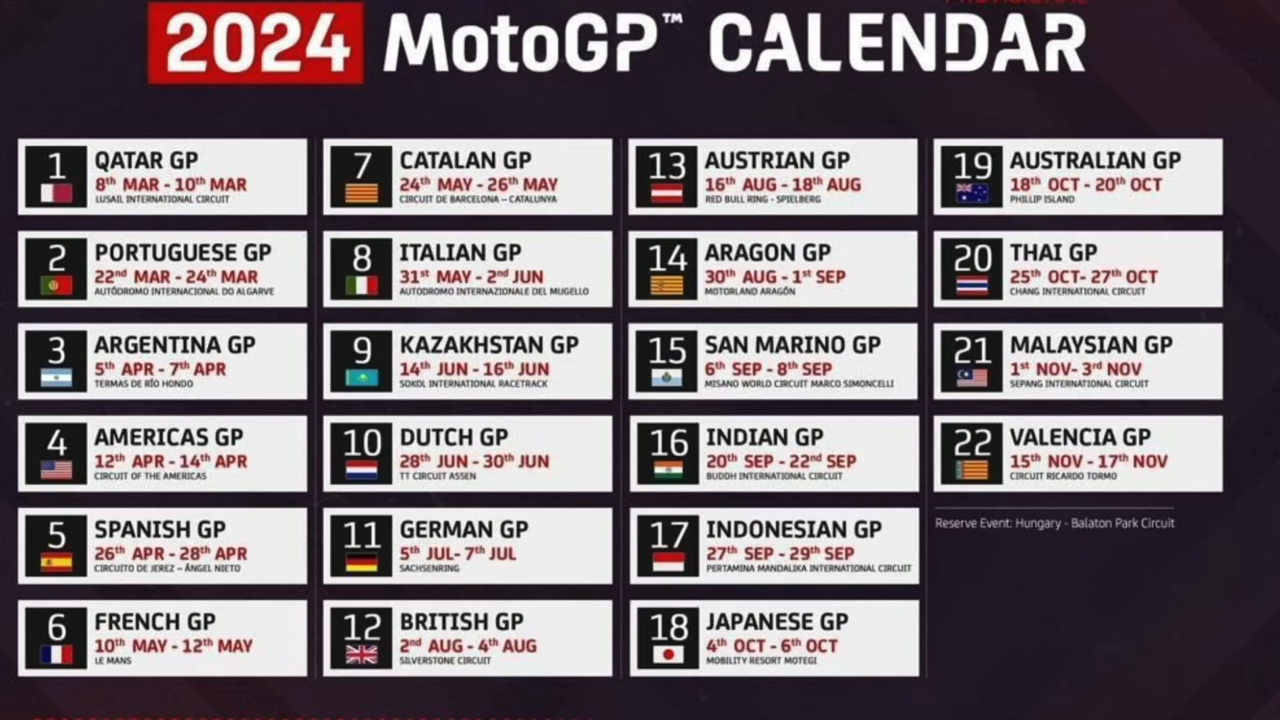 PROVISIONAL
2024 MotoGP™ CALENDAR
1
QATAR GP
8th MAR - 10th MAR
LUSAIL INTERNATIONAL CIRCUIT
2
PORTUGUESE GP
22nd MAR - 24th MAR
AUTÓDROMO INTERNACIONAL DO ALGARVE
3
ARGENTINA GP
5th APR - 7th APR
TERMAS DE RÍO HONDO
4
AMERICAS GP
12th APR - 14th APR
CIRCUIT OF THE AMERICAS
5
SPANISH GP
26th APR - 28th APR
CIRCUITO DE JEREZ – ÁNGEL NIETO
6
FRENCH GP
10th MAY - 12th MAY
LE MANS
7
CATALAN GP
24th MAY - 26th MAY
CIRCUIT DE BARCELONA – CATALUNYA
8
ITALIAN GP
31st MAY - 2nd JUN
AUTODROMO INTERNAZIONALE DEL MUGELLO
9
KAZAKHSTAN GP
14th JUN - 16th JUN
SOKOL INTERNATIONAL RACETRACK
10
DUTCH GP
28th JUN - 30th JUN
TT CIRCUIT ASSEN
11
GERMAN GP
5th JUL- 7th JUL
SACHSENRING
12
BRITISH GP
2nd AUG - 4th AUG
SILVERSTONE CIRCUIT
13
AUSTRIAN GP
16th AUG - 18th AUG
RED BULL RING - SPIELBERG
14
ARAGON GP
30th AUG - 1st SEP
MOTORLAND ARAGÓN
15
SAN MARINO GP
6th SEP - 8th SEP
MISANO WORLD CIRCUIT MARCO SIMONCELLI
16
INDIAN GP
20th SEP - 22nd SEP
BUDDH INTERNATIONAL CIRCUIT
17
INDONESIAN GP
27th SEP - 29th SEP
PERTAMINA MANDALIKA INTERNATIONAL CIRCUIT
18
JAPANESE GP
4th OCT - 6th OCT
MOBILITY RESORT MOTEGI
19
AUSTRALIAN GP
18th OCT - 20th OCT
PHILLIP ISLAND
20
THAI GP
25th OCT- 27th OCT
CHANG INTERNATIONAL CIRCUIT
21
MALAYSIAN GP
1st NOV- 3rd NOV
SEPANG INTERNATIONAL CIRCUIT
22
VALENCIA GP
15th NOV - 17th NOV
CIRCUIT RICARDO TORMO
Reserve Event: Hungary - Balaton Park Circuit